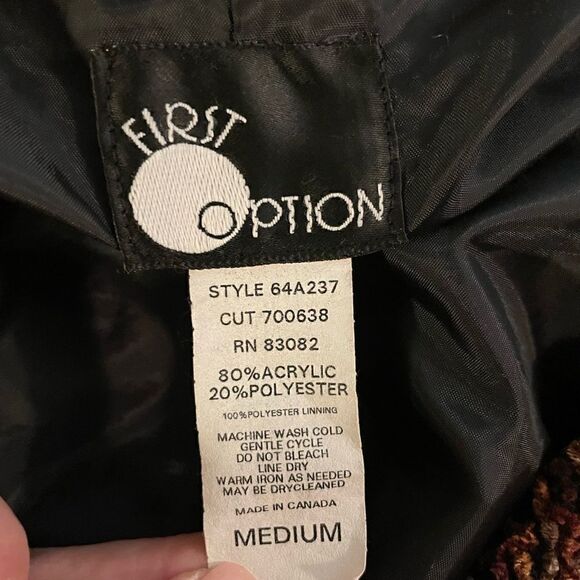 FIRST
OPTION
STYLE 64A237
CUT 700638
RN 83082
80%ACRYLIC
20%POLYESTER
100%POLYESTER LINNING
MACHINE WASH COLD
GENTLE CYCLE
DO NOT BLEACH
LINE DRY
WARM IRON AS NEEDED
MAY BE DRYCLEANED
MADE IN CANADA
MEDIUM